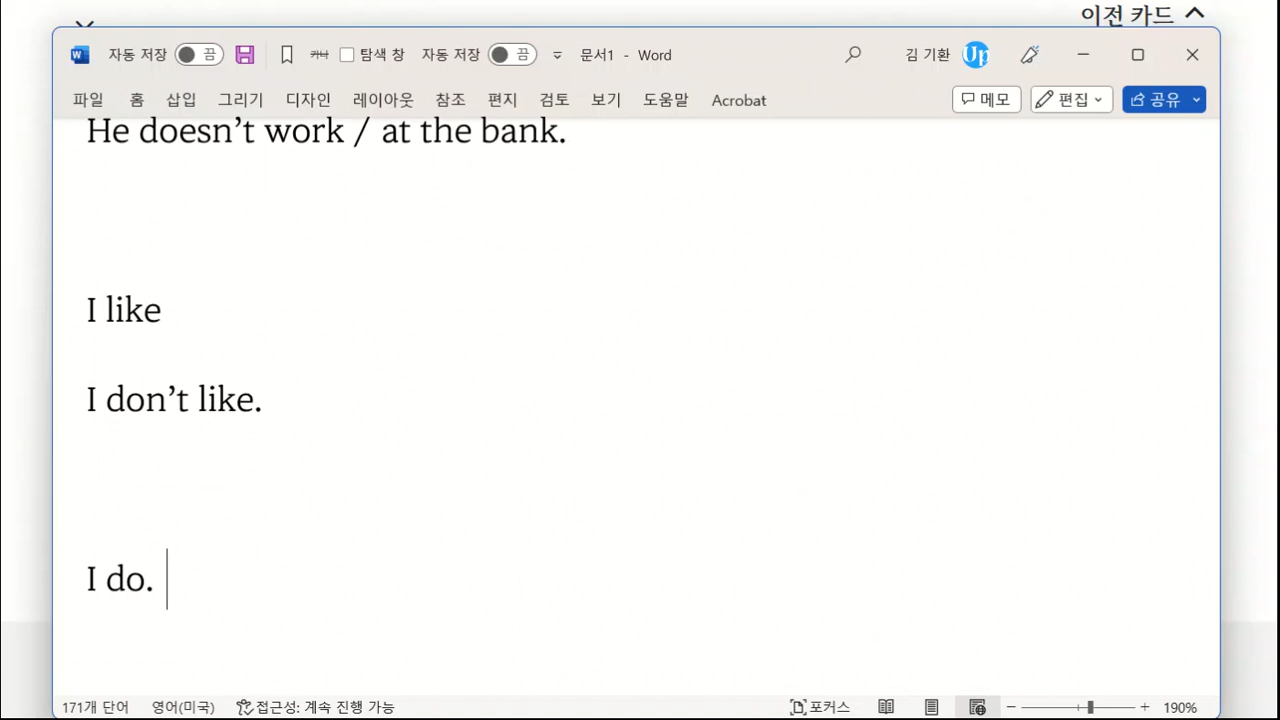 이전 카드
자동 저장 끔 가나 탐색 창 자동 저장 끔 문서1 - Word 김 기환 Up
파일 홈 삽입 그리기 디자인 레이아웃 참조 편지 검토 보기 도움말 Acrobat 메모 편집 공유
He doesn’t work / at the bank.
I like
I don’t like.
I do.
171개 단어 영어(미국) 접근성: 계속 진행 가능 포커스 190%